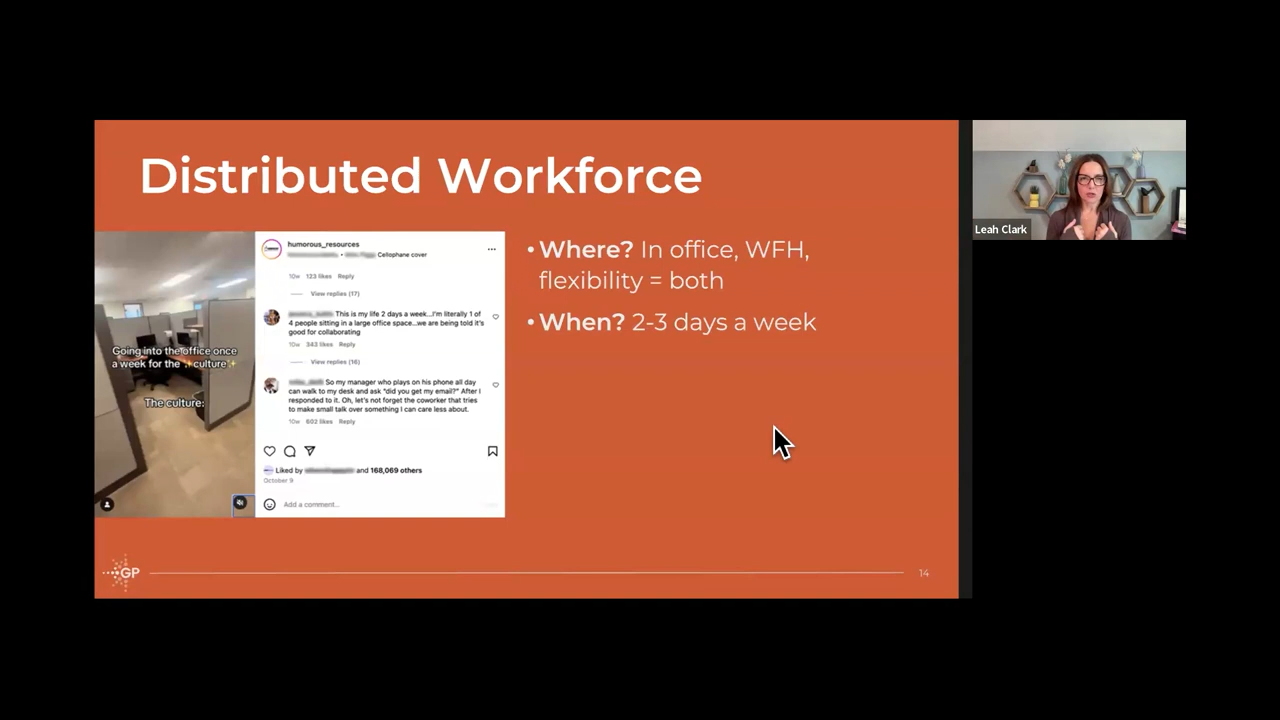 Distributed Workforce
Going into the office once
a week for the ✨culture✨
The culture:
humorous_resources
• Cellophane cover
10w 123 likes Reply
View replies (17)
This is my life 2 days a week...I'm literally 1 of
4 people sitting in a large office space...we are being told it's
good for collaborating
10w 343 likes Reply
View replies (16)
So my manager who plays on his phone all day
can walk to my desk and ask "did you get my email?" After I
responded to it. Oh, let's not forget the coworker that tries
to make small talk over something I can care less about.
10w 602 likes Reply
Liked by and 168,069 others
October 9
Add a comment...
• Where? In office, WFH,
flexibility = both
• When? 2-3 days a week
GP
14
Leah Clark